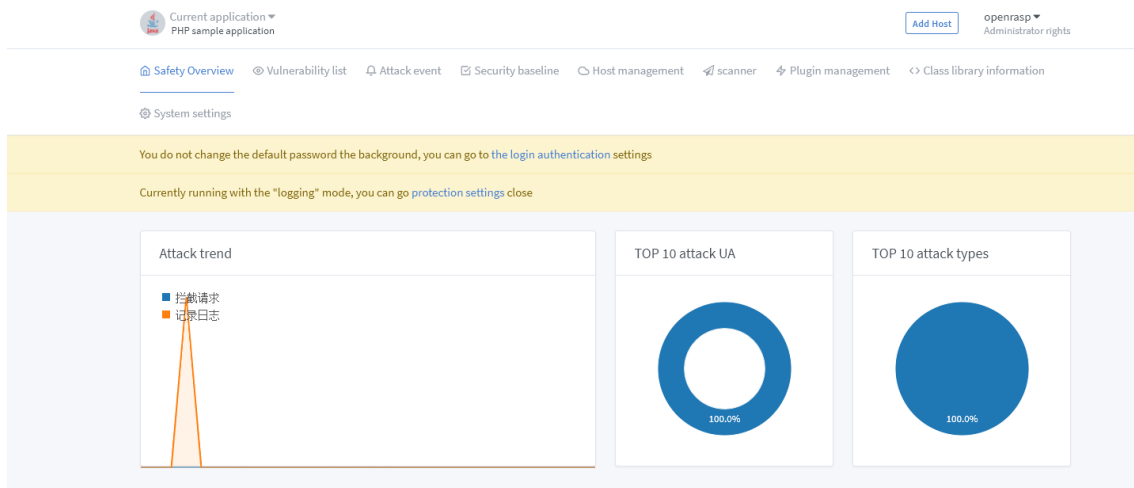 Current application
PHP sample application
Add Host
openrasp
Administrator rights
Safety Overview
Vulnerability list
Attack event
Security baseline
Host management
scanner
Plugin management
Class library information
System settings
You do not change the default password the background, you can go to the login authentication settings
Currently running with the "logging" mode, you can go protection settings close
Attack trend
拦截请求
记录日志
TOP 10 attack UA
100.0%
TOP 10 attack types
100.0%